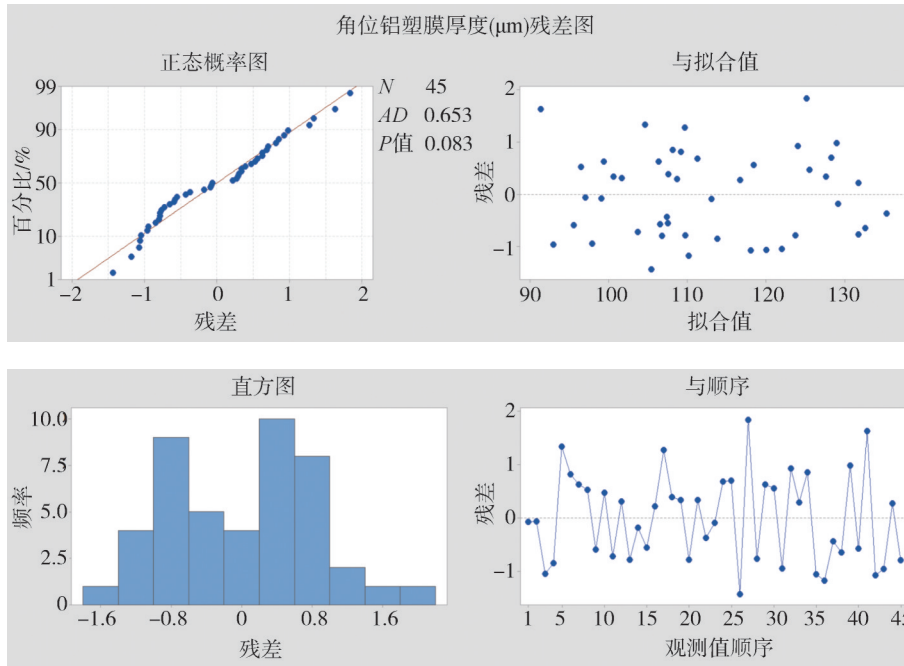 角位铝塑膜厚度(μm)残差图
正态概率图
99
90
50
10
1
百分比/%
−2 −1 0 1 2
残差
N 45
AD 0.653
P值 0.083
与拟合值
2
1
0
−1
残差
90 100 110 120 130
拟合值
直方图
10.0
7.5
5.0
2.5
0
频率
−1.6 −0.8 0 0.8 1.6
残差
与顺序
2
1
0
−1
残差
1 5 10 15 20 25 30 35 40 45
观测值顺序